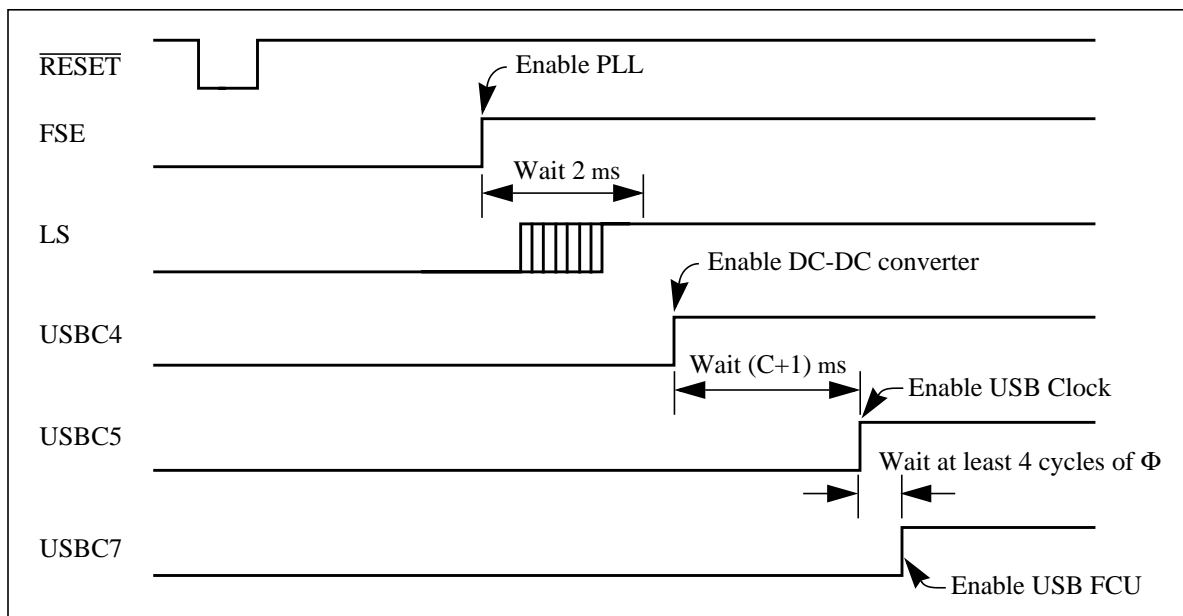 RESET
Enable PLL
FSE
Wait 2 ms
LS
Enable DC-DC converter
USBC4
Wait (C+1) ms
Enable USB Clock
USBC5
Wait at least 4 cycles of Φ
USBC7
Enable USB FCU